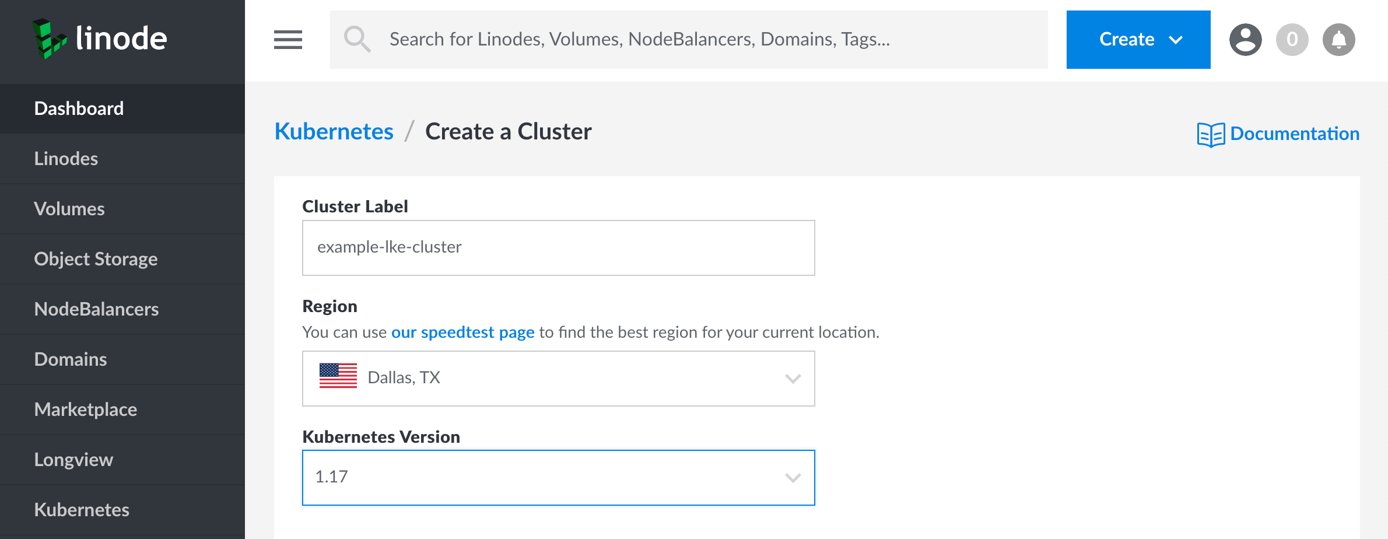 linode
Search for Linodes, Volumes, NodeBalancers, Domains, Tags...
Create
0
Dashboard
Linodes
Volumes
Object Storage
NodeBalancers
Domains
Marketplace
Longview
Kubernetes
Kubernetes / Create a Cluster
Documentation
Cluster Label
example-lke-cluster
Region
You can use our speedtest page to find the best region for your current location.
Dallas, TX
Kubernetes Version
1.17